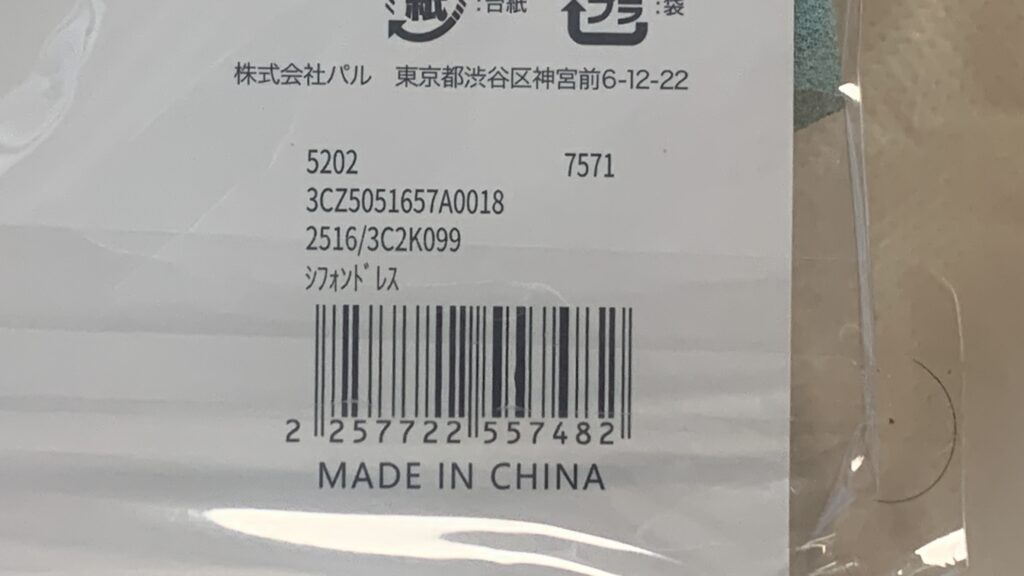 紙 :台紙 プラ :袋
株式会社パル 東京都渋谷区神宮前6-12-22
5202 7571
3CZ5051657A0018
2516/3C2K099
ｼﾌｫﾝﾄﾞﾚｽ
2 257722 557482
MADE IN CHINA